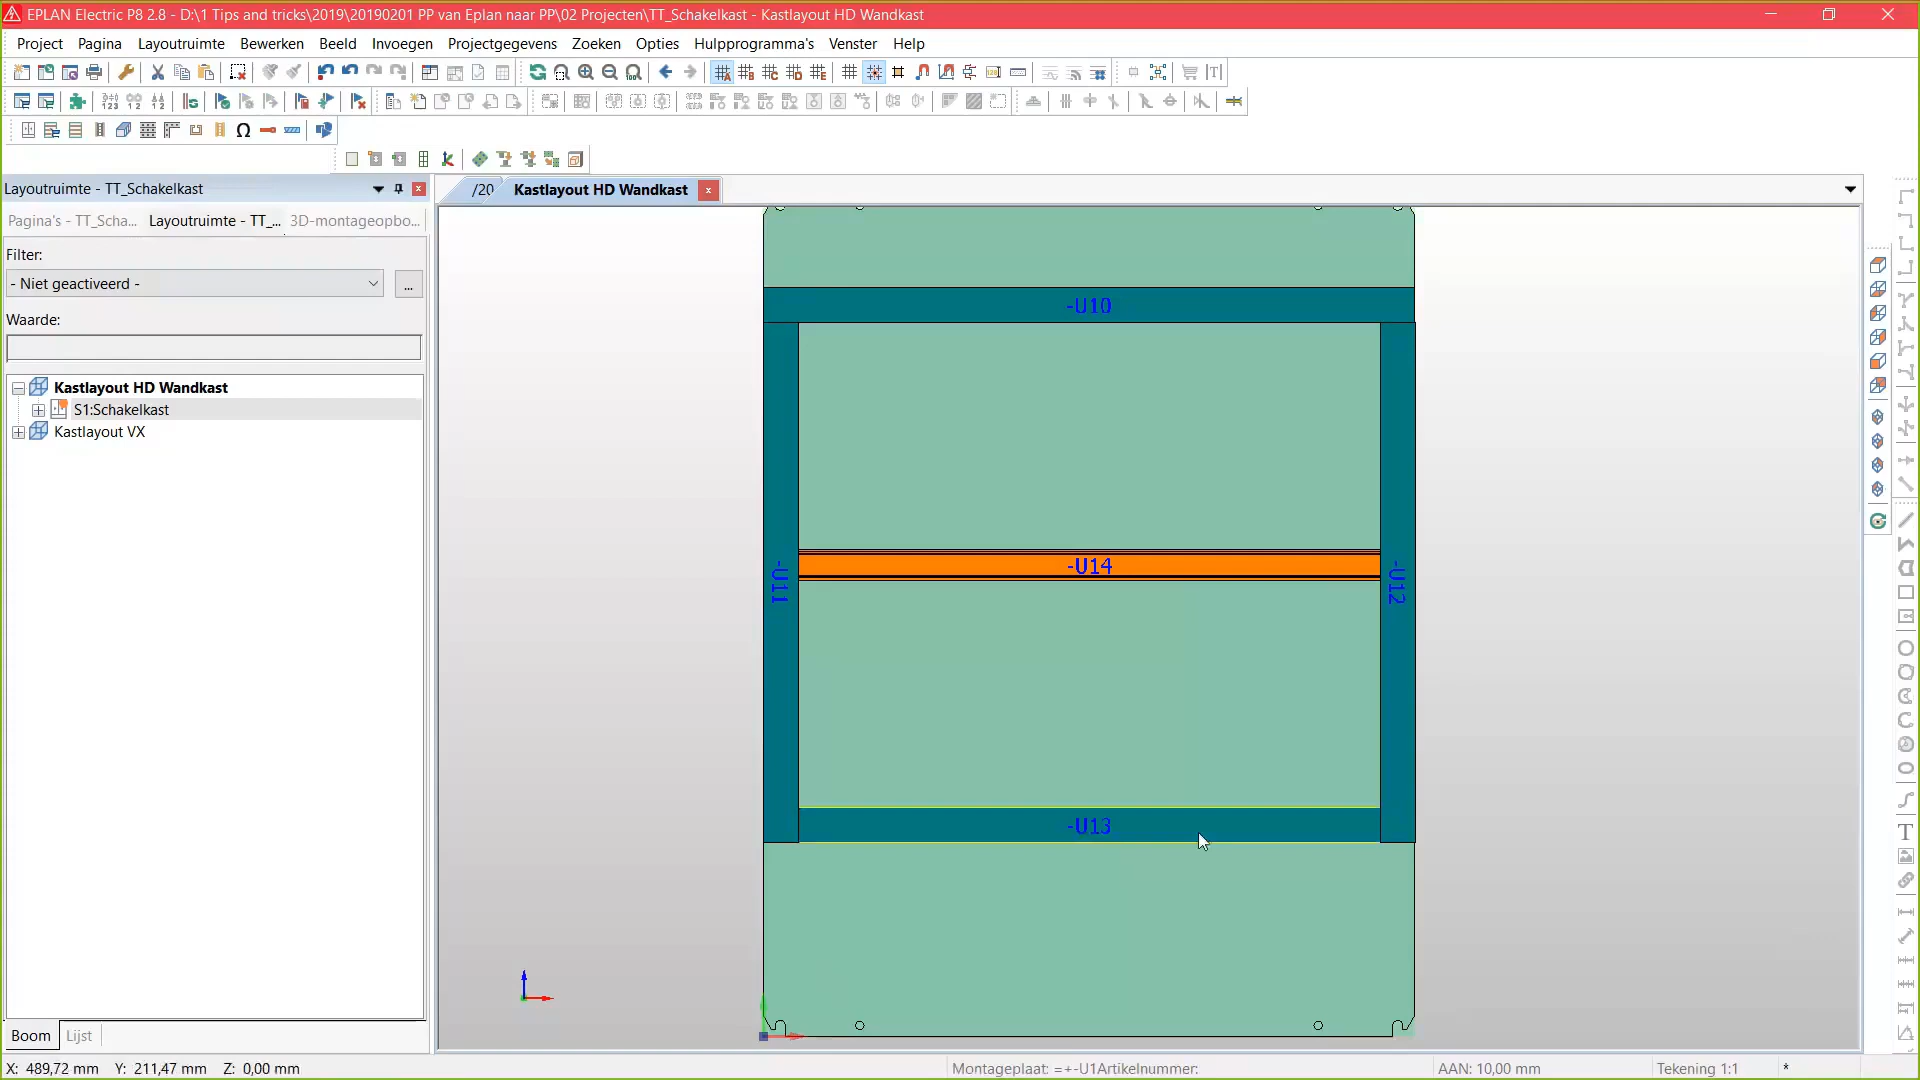 EPLAN Electric P8 2.8 - D:\1 Tips and tricks\2019\20190201 PP van Eplan naar PP\02 Projecten\TT_Schakelkast - Kastlayout HD Wandkast
Project Pagina Layoutruimte Bewerken Beeld Invoegen Projectgegevens Zoeken Opties Hulpprogramma's Venster Help
Layoutruimte - TT_Schakelkast
/20 Kastlayout HD Wandkast
Pagina's - TT_Scha... Layoutruimte - TT_... 3D-montageopbo...
Filter:
- Niet geactiveerd -
...
Waarde:
Kastlayout HD Wandkast
S1:Schakelkast
Kastlayout VX
-U10
-U11
-U14
-U12
-U13
Boom Lijst
X: 489,72 mm Y: 211,47 mm Z: 0,00 mm
Montageplaat: =+-U1Artikelnummer:
AAN: 10,00 mm
Tekening 1:1
*